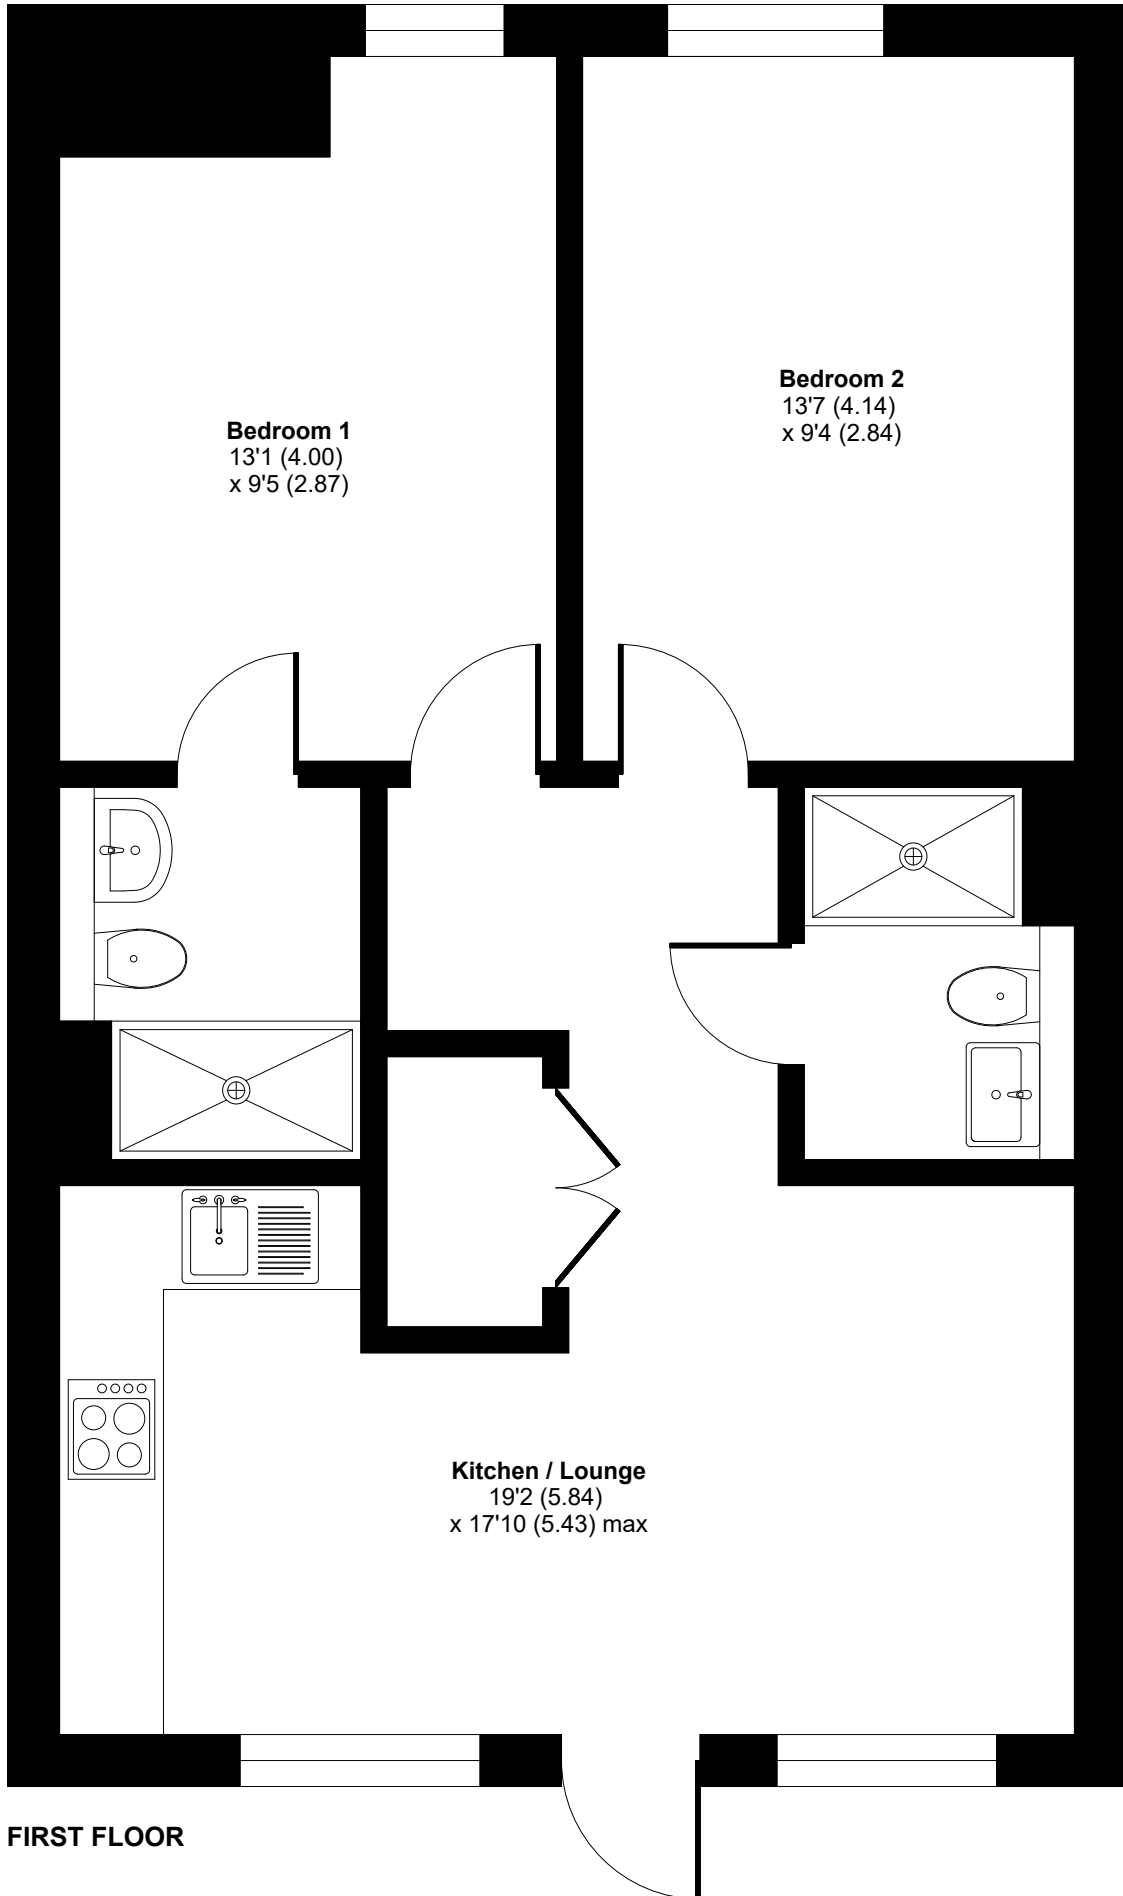 Bedroom 2
13'7 (4.14)
x 9'4 (2.84)
Bedroom 1
13'1 (4.00)
x 9'5 (2.87)
Kitchen / Lounge
19'2 (5.84)
x 17'10 (5.43) max
FIRST FLOOR